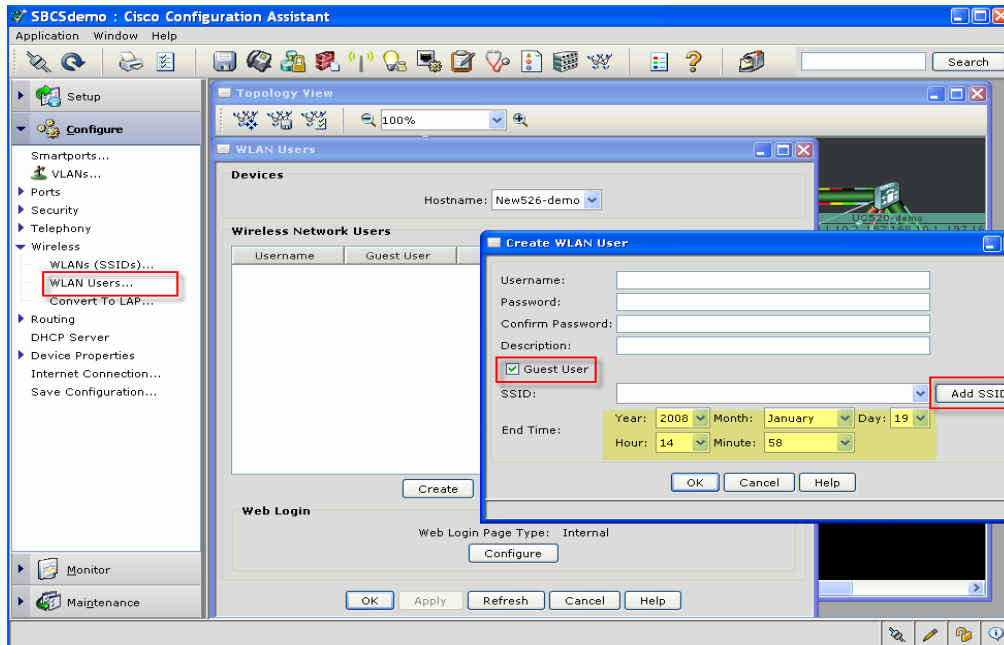 SBCSdemo : Cisco Configuration Assistant
Application Window Help
Search
Setup
Configure
Smartports...
VLANs...
Ports
Security
Telephony
Wireless
WLANs (SSIDs)...
WLAN Users...
Convert To LAP...
Routing
DHCP Server
Device Properties
Internet Connection...
Save Configuration...
Monitor
Maintenance
Topology View
100%
UC520-demo
WLAN Users
Devices
Hostname: New526-demo
Wireless Network Users
Username Guest User
Create
Web Login
Web Login Page Type: Internal
Configure
OK Apply Refresh Cancel Help
Create WLAN User
Username:
Password:
Confirm Password:
Description:
Guest User
SSID: Add SSID
End Time: Year: 2008 Month: January Day: 19
Hour: 14 Minute: 58
OK Cancel Help